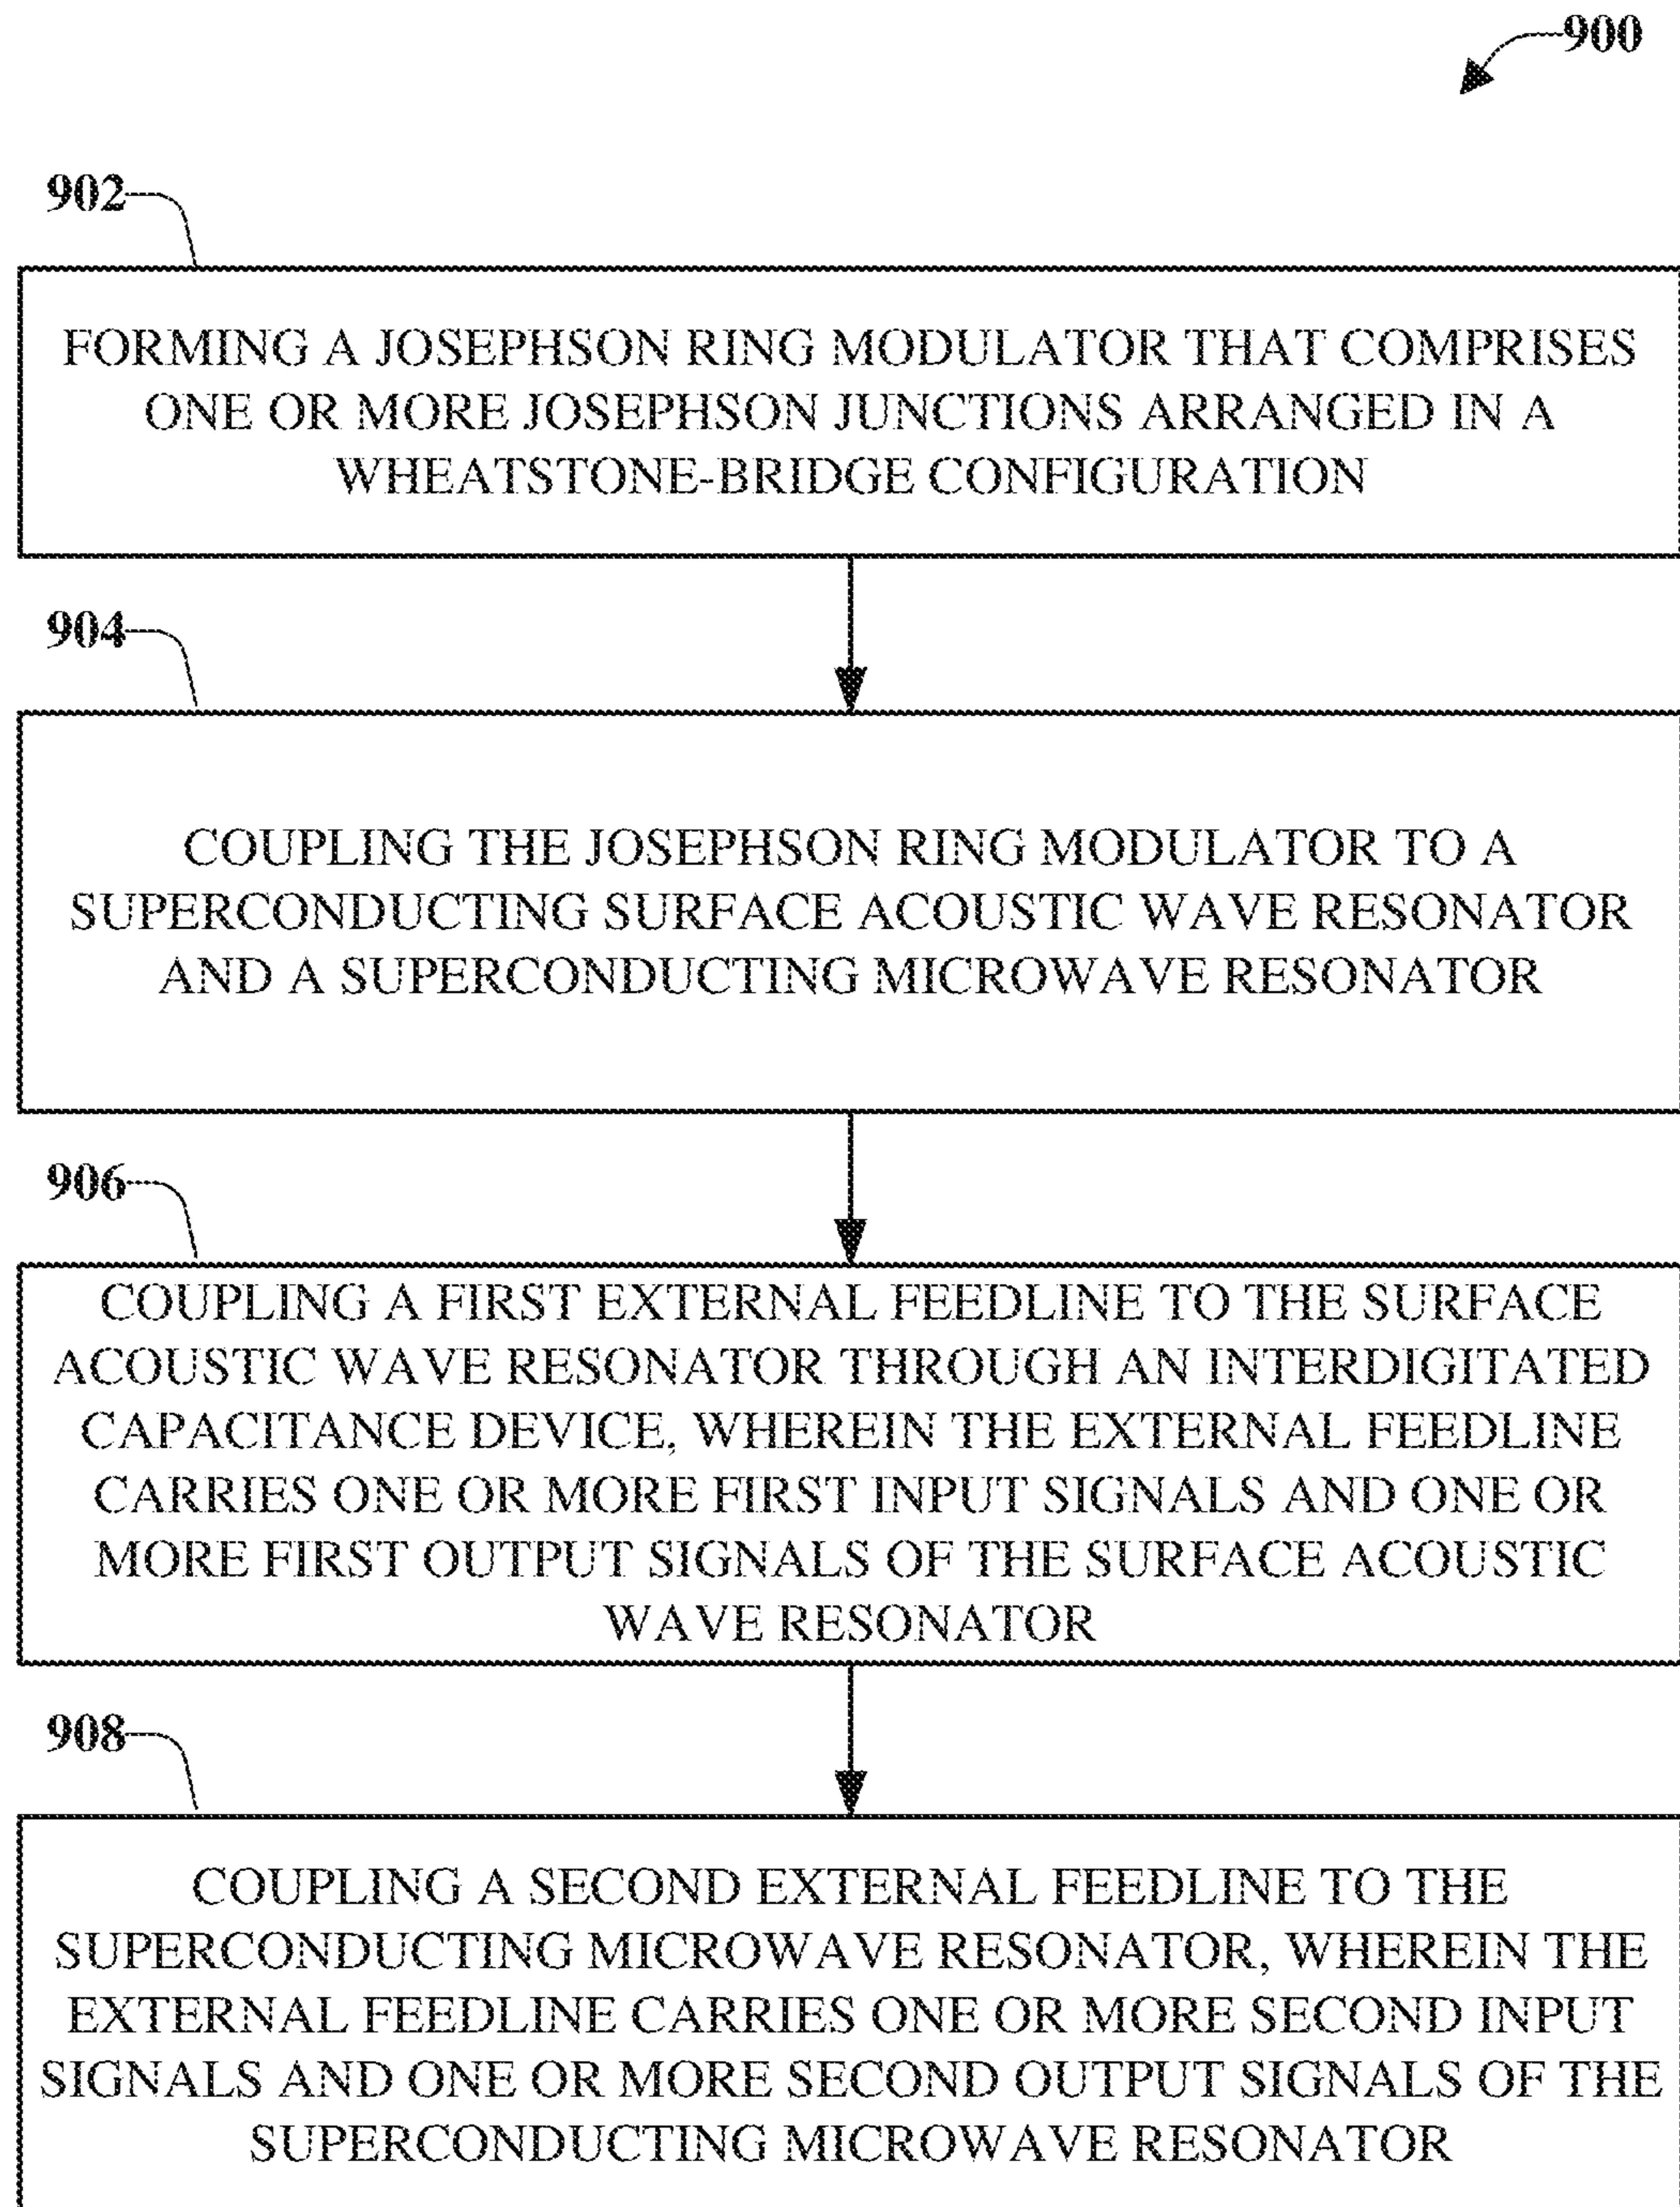 900
902
FORMING A JOSEPHSON RING MODULATOR THAT COMPRISES
ONE OR MORE JOSEPHSON JUNCTIONS ARRANGED IN A
WHEATSTONE-BRIDGE CONFIGURATION
904
COUPLING THE JOSEPHSON RING MODULATOR TO A
SUPERCONDUCTING SURFACE ACOUSTIC WAVE RESONATOR
AND A SUPERCONDUCTING MICROWAVE RESONATOR
906
COUPLING A FIRST EXTERNAL FEEDLINE TO THE SURFACE
ACOUSTIC WAVE RESONATOR THROUGH AN INTERDIGITATED
CAPACITANCE DEVICE, WHEREIN THE EXTERNAL FEEDLINE
CARRIES ONE OR MORE FIRST INPUT SIGNALS AND ONE OR
MORE FIRST OUTPUT SIGNALS OF THE SURFACE ACOUSTIC
WAVE RESONATOR
908
COUPLING A SECOND EXTERNAL FEEDLINE TO THE
SUPERCONDUCTING MICROWAVE RESONATOR, WHEREIN THE
EXTERNAL FEEDLINE CARRIES ONE OR MORE SECOND INPUT
SIGNALS AND ONE OR MORE SECOND OUTPUT SIGNALS OF THE
SUPERCONDUCTING MICROWAVE RESONATOR